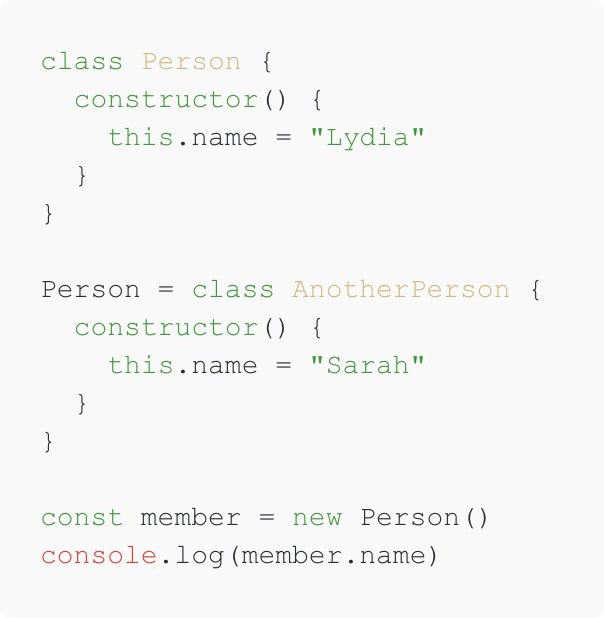 class Person {
  constructor() {
    this.name = "Lydia"
  }
}

Person = class AnotherPerson {
  constructor() {
    this.name = "Sarah"
  }
}

const member = new Person()
console.log(member.name)